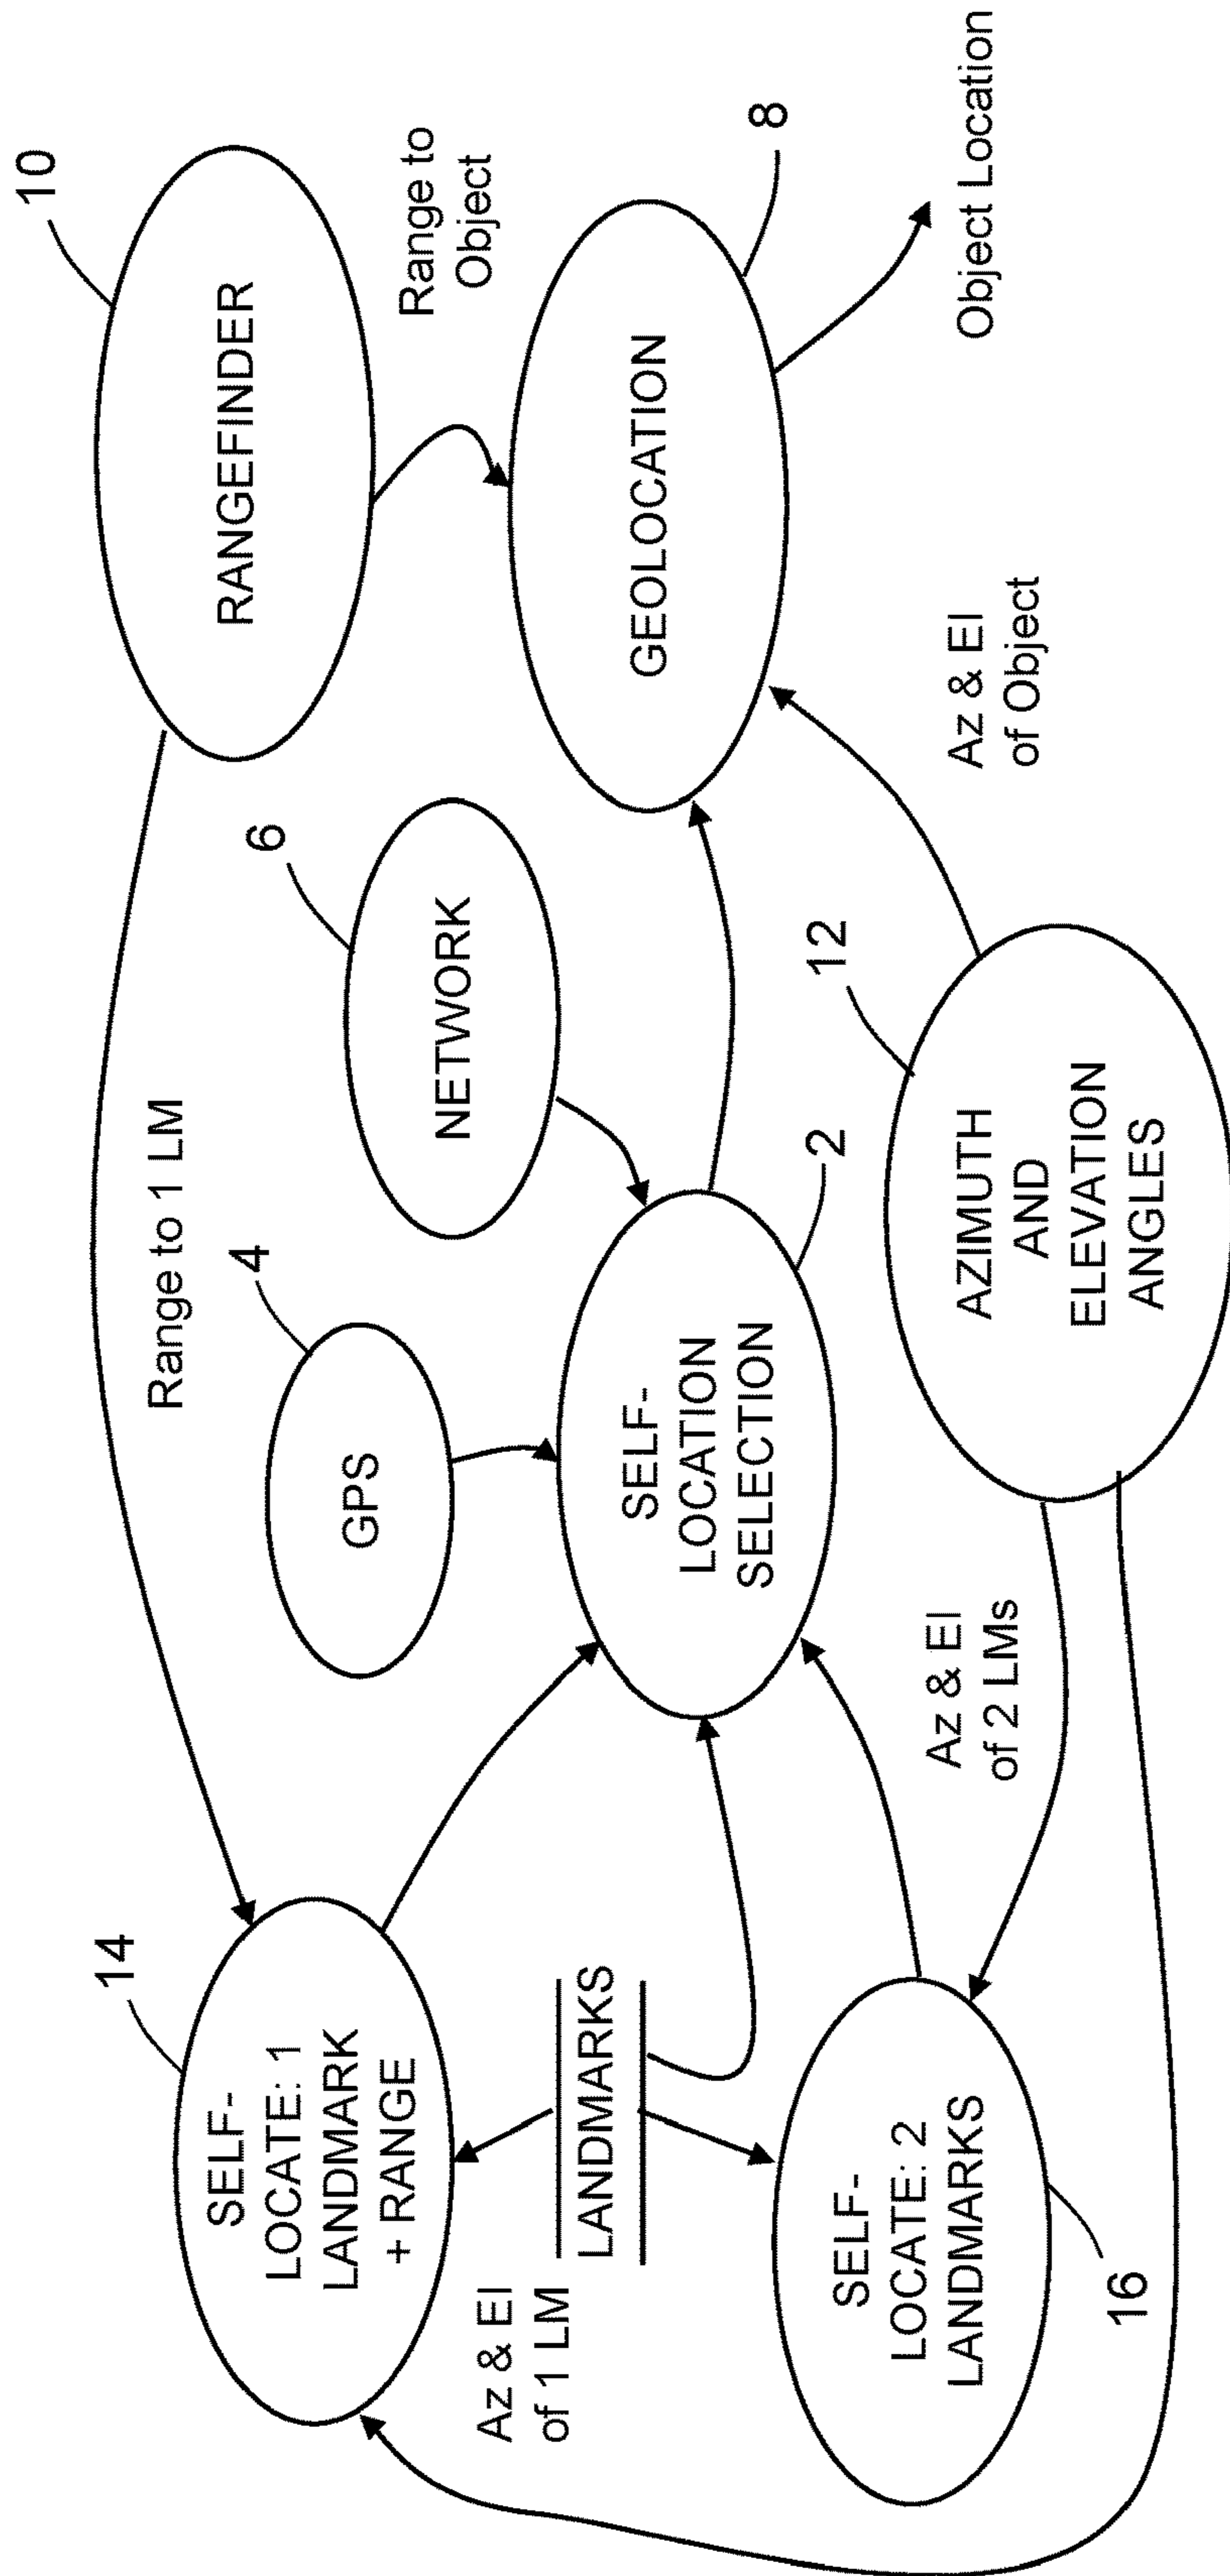 14
SELF-
LOCATE: 1
LANDMARK
+ RANGE
Range to 1 LM
10
RANGEFINDER
4
GPS
6
NETWORK
Range to
Object
Az & El
of 1 LM
LANDMARKS
SELF-
LOCATION
SELECTION
2
GEOLOCATION
8
SELF-
LOCATE: 2
LANDMARKS
16
Az & El
of 2 LMs
12
AZIMUTH
AND
ELEVATION
ANGLES
Az & El
of Object
Object Location